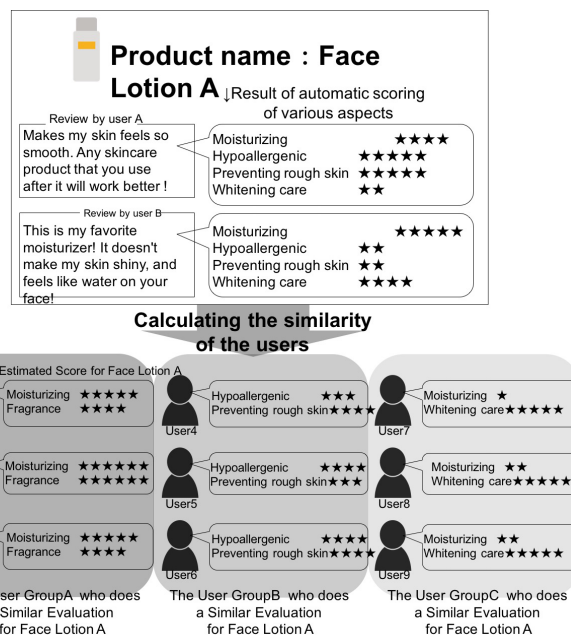 Product name：Face
Lotion A
↓Result of automatic scoring
of various aspects
Review by user A
Makes my skin feels so
smooth. Any skincare
product that you use
after it will work better !
Moisturizing ★★★★
Hypoallergenic ★★★★★
Preventing rough skin ★★★★★
Whitening care ★★
Review by user B
This is my favorite
moisturizer! It doesn't
make my skin shiny, and
feels like water on your
face!
Moisturizing ★★★★★
Hypoallergenic ★★
Preventing rough skin ★★
Whitening care ★★★★
Calculating the similarity
of the users
Estimated Score for Face Lotion A
Moisturizing ★★★★★
Fragrance ★★★★
Moisturizing ★★★★★★
Fragrance ★★★★★★
Moisturizing ★★★★★
Fragrance ★★★★
ser GroupA who does
Similar Evaluation
for Face Lotion A
Hypoallergenic ★★★
Preventing rough skin★★★★
User4
Hypoallergenic ★★★★
Preventing rough skin★★★
User5
Hypoallergenic ★★★★
Preventing rough skin★★★★
User6
The User GroupB who does
a Similar Evaluation
for Face Lotion A
Moisturizing ★
Whitening care★★★★★
User7
Moisturizing ★★
Whitening care★★★★★
User8
Moisturizing ★★
Whitening care★★★★★
User9
The User GroupC who does
a Similar Evaluation
for Face Lotion A